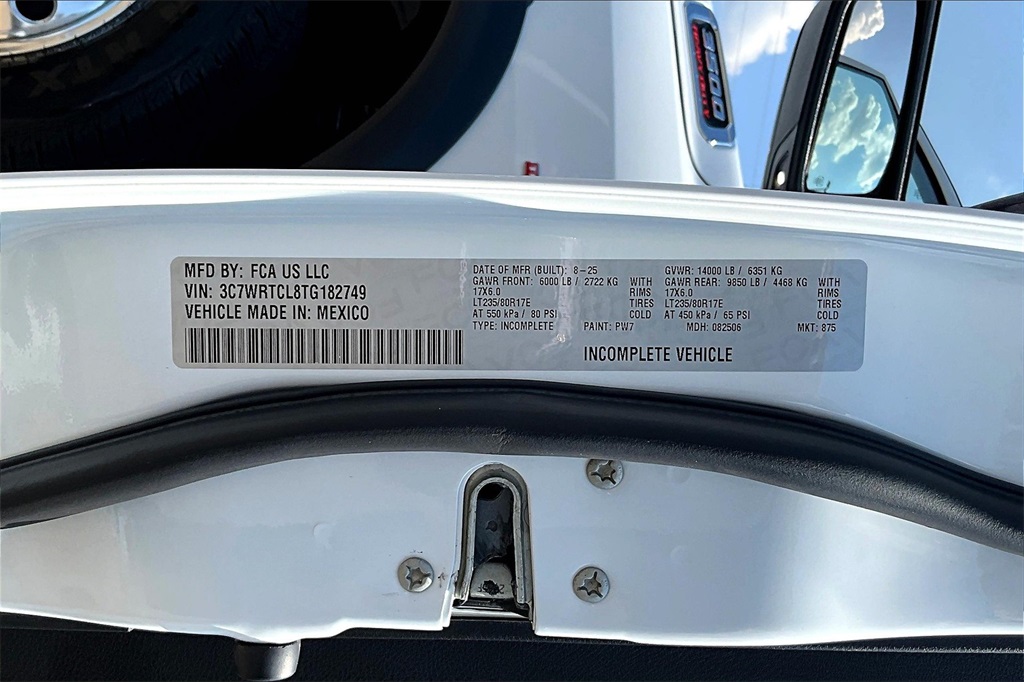 3500
HEAVY DUTY
MFD BY: FCA US LLC
VIN: 3C7WRTCL8TG182749
VEHICLE MADE IN: MEXICO
DATE OF MFR (BUILT): 8-25
GAWR FRONT: 6000 LB / 2722 KG WITH
17X6.0 RIMS
LT235/80R17E TIRES
AT 550 kPa / 80 PSI COLD
TYPE: INCOMPLETE PAINT: PW7
GVWR: 14000 LB / 6351 KG
GAWR REAR: 9850 LB / 4468 KG WITH
17X6.0 RIMS
LT235/80R17E TIRES
AT 450 kPa / 65 PSI COLD
MDH: 082506 MKT: 875
INCOMPLETE VEHICLE